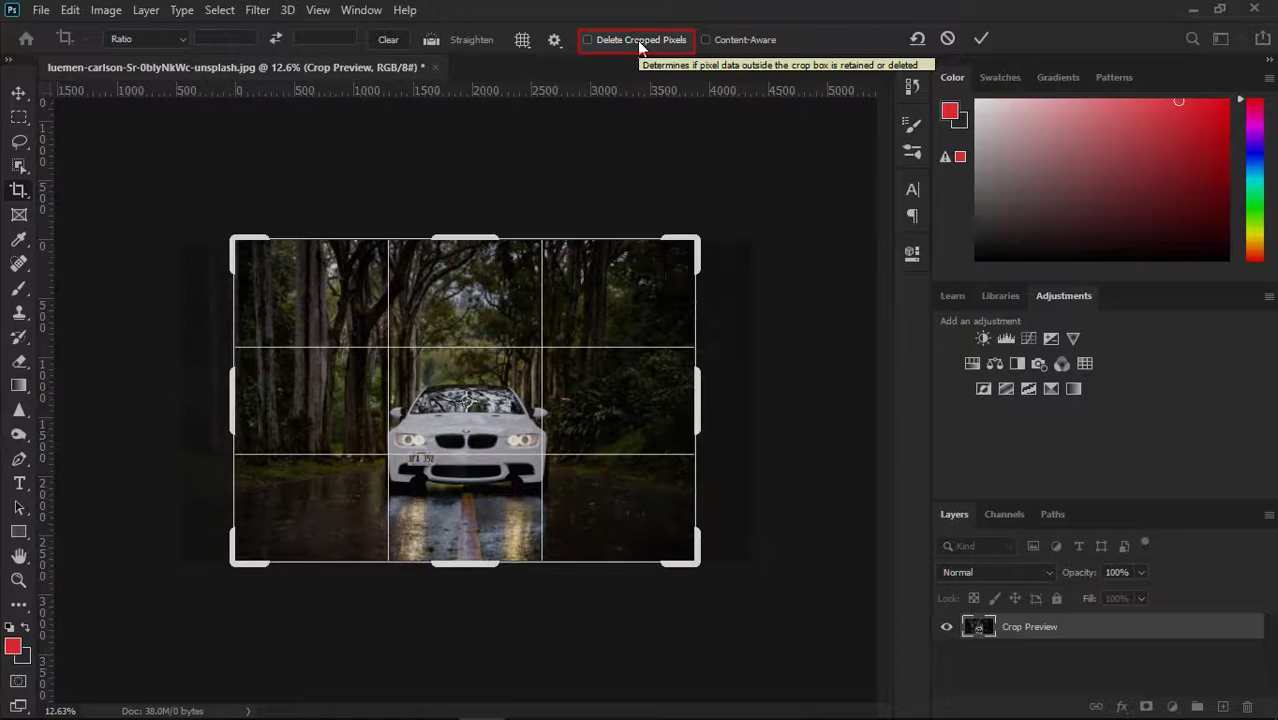 Ps File Edit Image Layer Type Select Filter 3D View Window Help
Ratio Clear Straighten Delete Cropped Pixels Content-Aware
Determines if pixel data outside the crop box is retained or deleted
luemen-carlson-Sr-0blyNkWc-unsplash.jpg @ 12.6% (Crop Preview, RGB/8#) *
1500 1000 500 0 500 1000 1500 2000 2500 3000 3500 4000 5000
Color Swatches Gradients Patterns
Learn Libraries Adjustments
Add an adjustment
Layers Channels Paths
Kind
Normal Opacity: 100%
Lock: Fill: 100%
Crop Preview
12.63% Doc: 38.0M/0 bytes